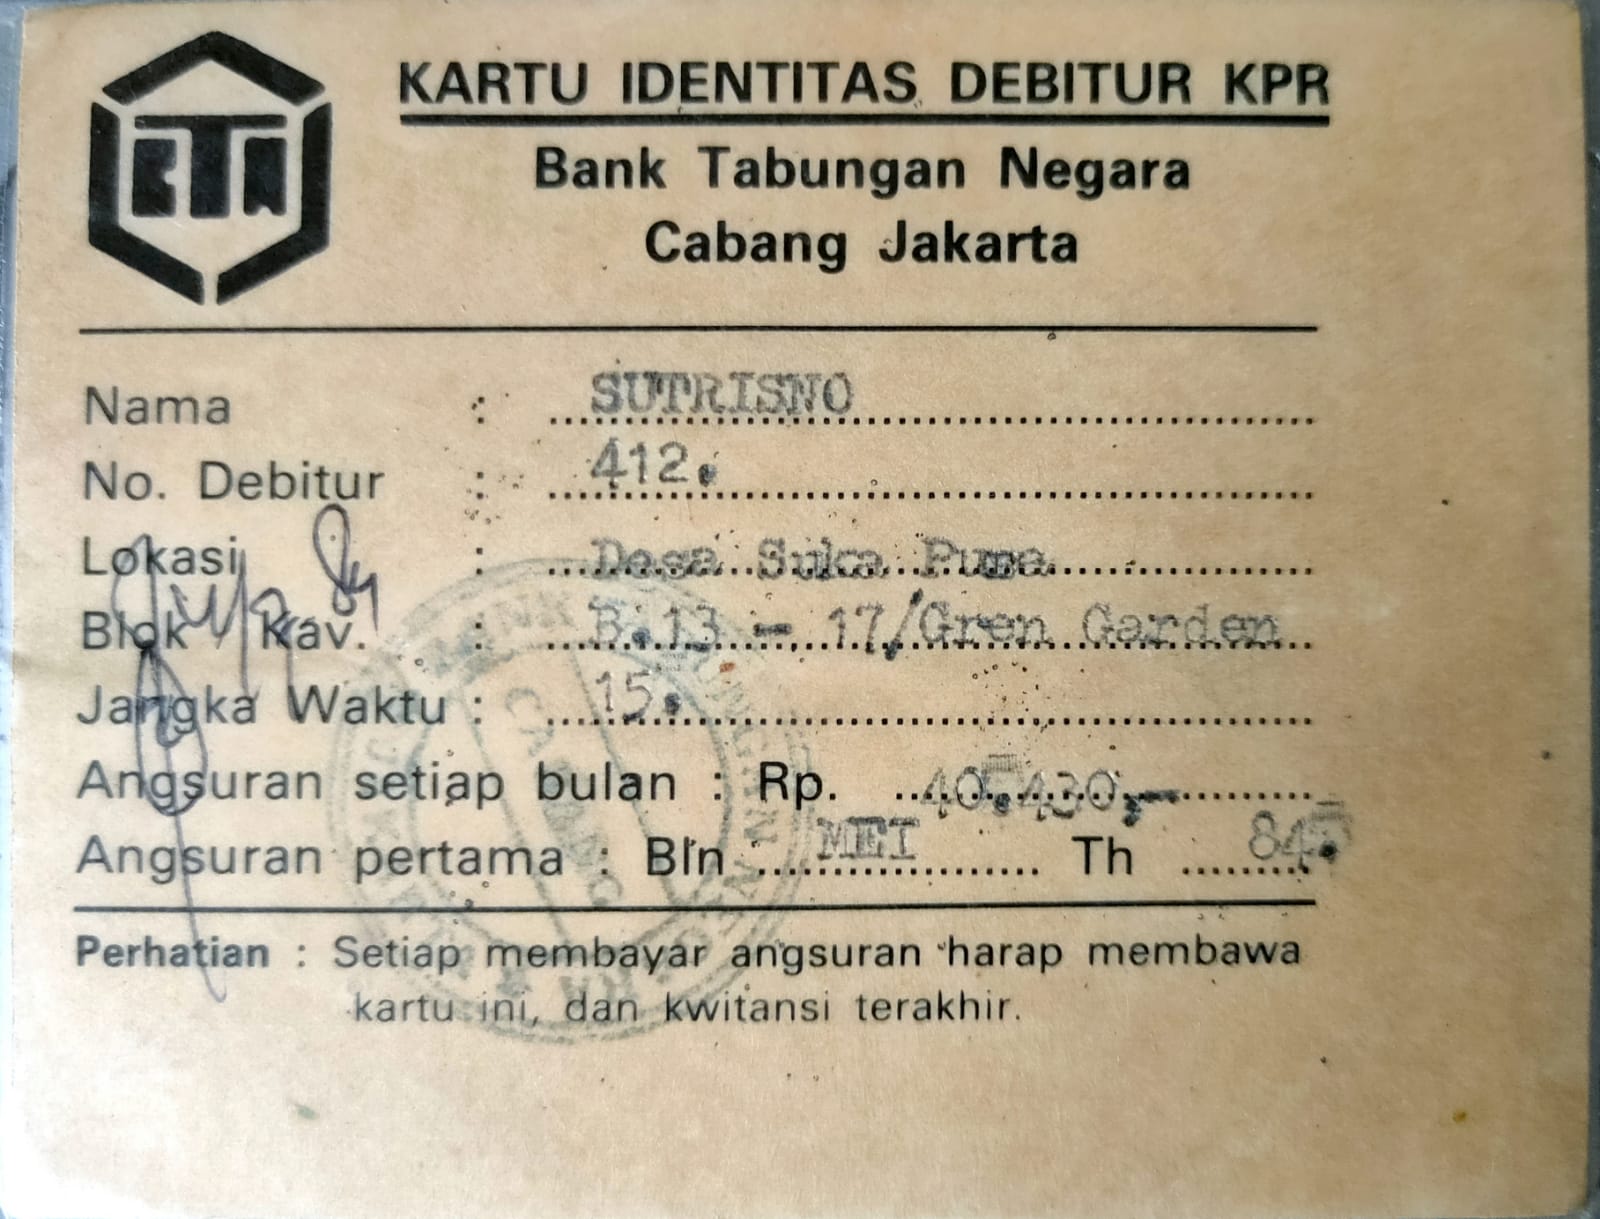 BTN
KARTU IDENTITAS DEBITUR KPR
Bank Tabungan Negara
Cabang Jakarta
Nama : SUTRISNO
No. Debitur : 412.
Lokasi : Desa Suka Pura
Blok / Kav. : B.13 - 17/Gren Garden
Jangka Waktu : 15.
Angsuran setiap bulan : Rp. 40.430,-
Angsuran pertama : Bln MEI Th 84.
Perhatian : Setiap membayar angsuran harap membawa
kartu ini, dan kwitansi terakhir.
CABANG